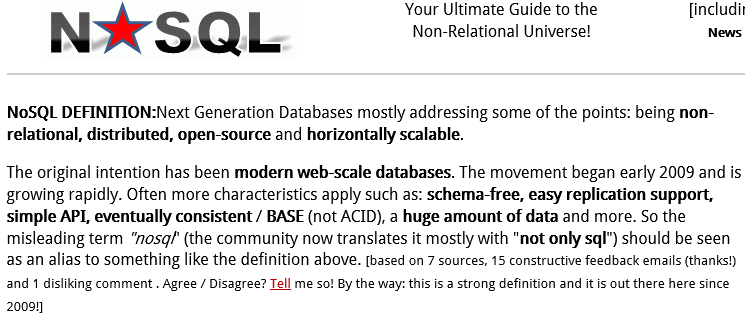 N★SQL
Your Ultimate Guide to the
Non-Relational Universe!
[includin
News
NoSQL DEFINITION:Next Generation Databases mostly addressing some of the points: being non-
relational, distributed, open-source and horizontally scalable.
The original intention has been modern web-scale databases. The movement began early 2009 and is
growing rapidly. Often more characteristics apply such as: schema-free, easy replication support,
simple API, eventually consistent / BASE (not ACID), a huge amount of data and more. So the
misleading term "nosql" (the community now translates it mostly with "not only sql") should be seen
as an alias to something like the definition above. [based on 7 sources, 15 constructive feedback emails (thanks!)
and 1 disliking comment . Agree / Disagree? Tell me so! By the way: this is a strong definition and it is out there here since
2009!]